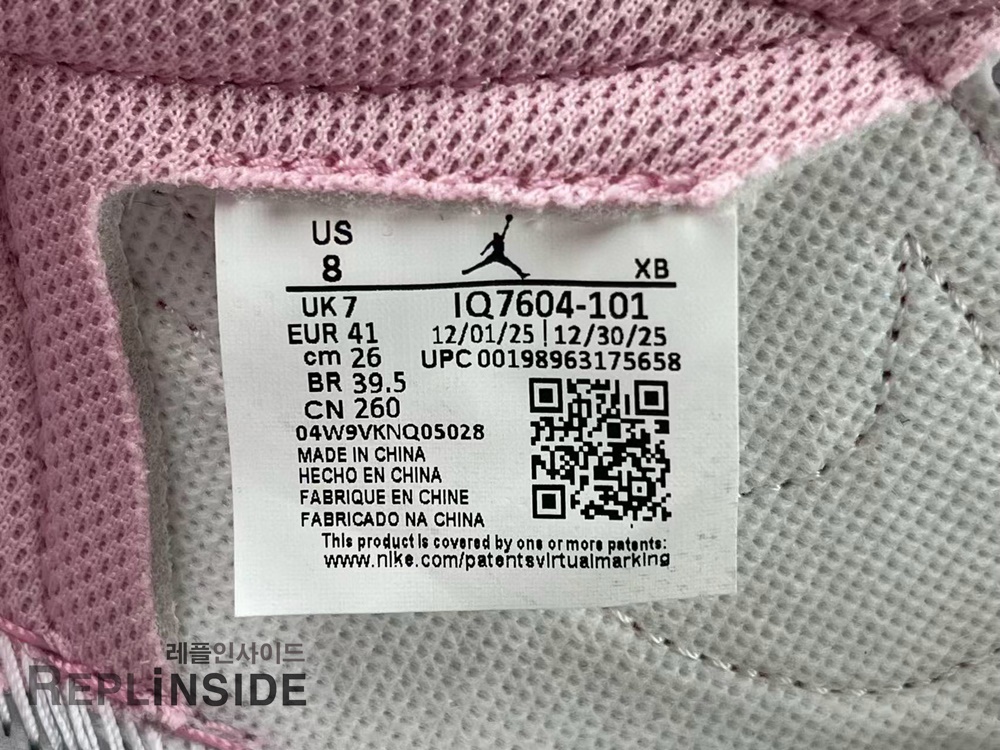 US
8
XB
UK 7
IQ7604-101
EUR 41
12/01/25 | 12/30/25
cm 26
UPC 00198963175658
BR 39.5
CN 260
04W9VKNQ05028
MADE IN CHINA
HECHO EN CHINA
FABRIQUE EN CHINE
FABRICADO NA CHINA
This product is covered by one or more patents:
www.nike.com/patentsvirtualmarking
레플인사이드
REPLINSIDE